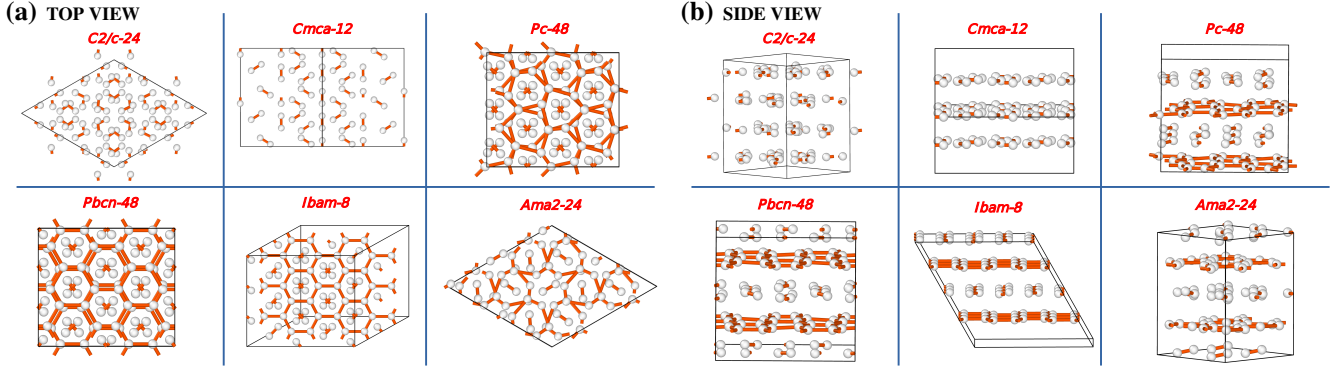 (a) TOP VIEW
C2/c-24
Cmca-12
Pc-48
Pbcn-48
Ibam-8
Ama2-24
(b) SIDE VIEW
C2/c-24
Cmca-12
Pc-48
Pbcn-48
Ibam-8
Ama2-24